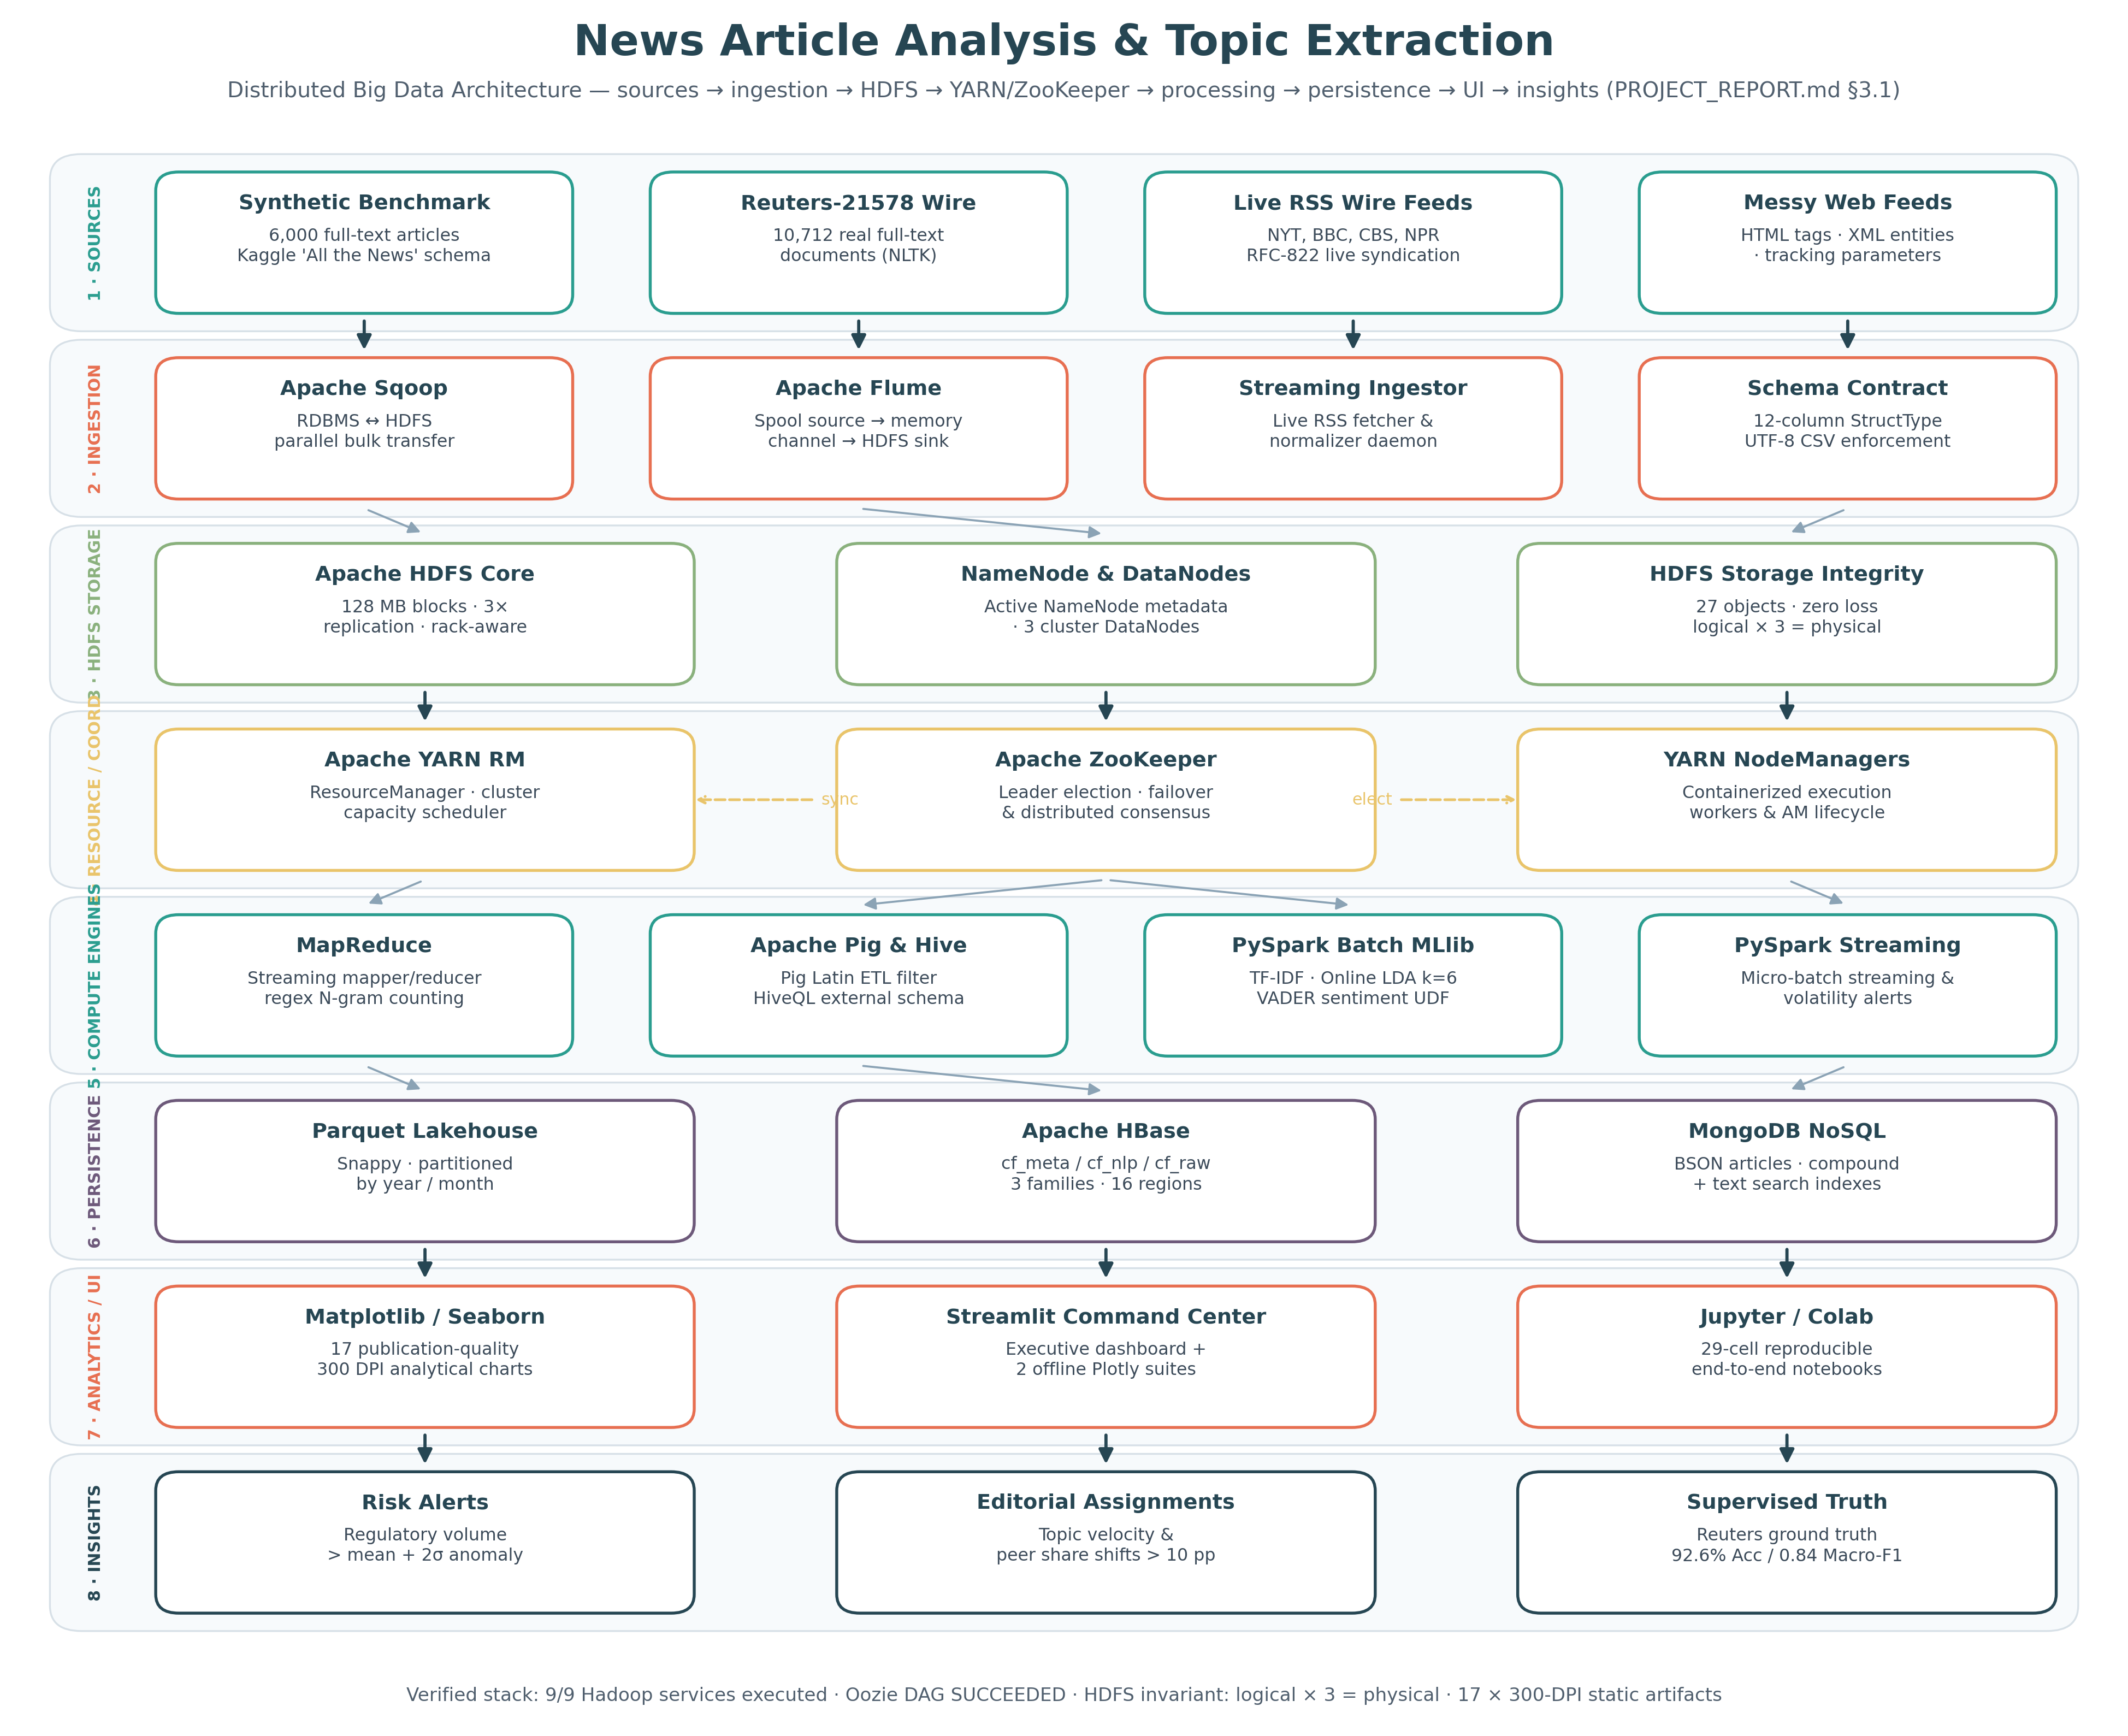 News Article Analysis & Topic Extraction
Distributed Big Data Architecture — sources → ingestion → HDFS → YARN/ZooKeeper → processing → persistence → UI → insights (PROJECT_REPORT.md §3.1)
1 · SOURCES
Synthetic Benchmark
6,000 full-text articles
Kaggle 'All the News' schema
Reuters-21578 Wire
10,712 real full-text
documents (NLTK)
Live RSS Wire Feeds
NYT, BBC, CBS, NPR
RFC-822 live syndication
Messy Web Feeds
HTML tags · XML entities
· tracking parameters
2 · INGESTION
Apache Sqoop
RDBMS ↔ HDFS
parallel bulk transfer
Apache Flume
Spool source → memory
channel → HDFS sink
Streaming Ingestor
Live RSS fetcher &
normalizer daemon
Schema Contract
12-column StructType
UTF-8 CSV enforcement
3 · HDFS STORAGE
Apache HDFS Core
128 MB blocks · 3×
replication · rack-aware
NameNode & DataNodes
Active NameNode metadata
· 3 cluster DataNodes
HDFS Storage Integrity
27 objects · zero loss
logical × 3 = physical
RESOURCE / COORD
Apache YARN RM
ResourceManager · cluster
capacity scheduler
sync
Apache ZooKeeper
Leader election · failover
& distributed consensus
elect
YARN NodeManagers
Containerized execution
workers & AM lifecycle
5 · COMPUTE ENGINES
MapReduce
Streaming mapper/reducer
regex N-gram counting
Apache Pig & Hive
Pig Latin ETL filter
HiveQL external schema
PySpark Batch MLlib
TF-IDF · Online LDA k=6
VADER sentiment UDF
PySpark Streaming
Micro-batch streaming &
volatility alerts
6 · PERSISTENCE
Parquet Lakehouse
Snappy · partitioned
by year / month
Apache HBase
cf_meta / cf_nlp / cf_raw
3 families · 16 regions
MongoDB NoSQL
BSON articles · compound
+ text search indexes
7 · ANALYTICS / UI
Matplotlib / Seaborn
17 publication-quality
300 DPI analytical charts
Streamlit Command Center
Executive dashboard +
2 offline Plotly suites
Jupyter / Colab
29-cell reproducible
end-to-end notebooks
8 · INSIGHTS
Risk Alerts
Regulatory volume
> mean + 2σ anomaly
Editorial Assignments
Topic velocity &
peer share shifts > 10 pp
Supervised Truth
Reuters ground truth
92.6% Acc / 0.84 Macro-F1
Verified stack: 9/9 Hadoop services executed · Oozie DAG SUCCEEDED · HDFS invariant: logical × 3 = physical · 17 × 300-DPI static artifacts